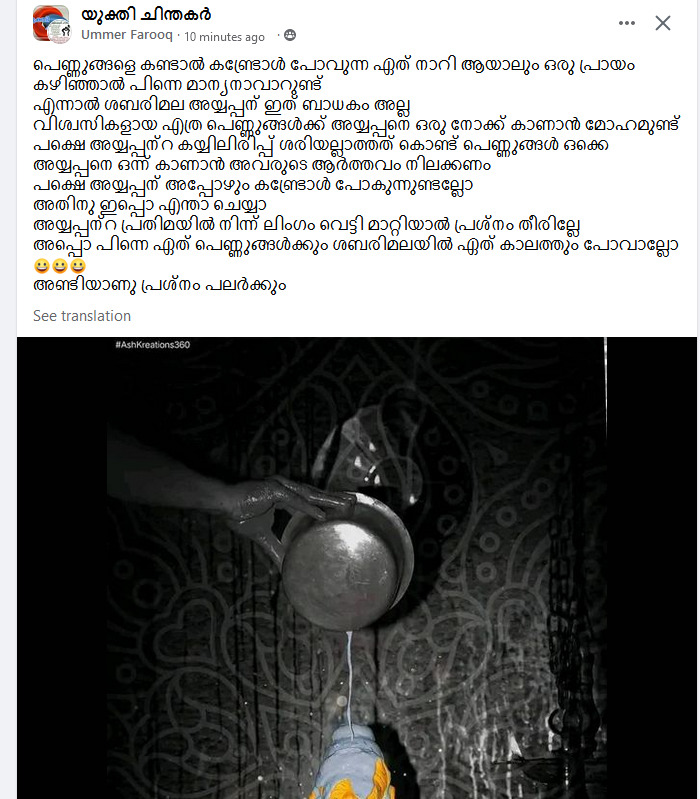 യുക്തി ചിന്തകർ
Ummer Farooq · 10 minutes ago ·
പെണ്ണുങ്ങളെ കണ്ടാൽ കണ്ട്രോൾ പോവുന്ന ഏത് നാറി ആയാലും ഒരു പ്രായം
കഴിഞ്ഞാൽ പിന്നെ മാന്യനാവാറുണ്ട്
എന്നാൽ ശബരിമല അയ്യപ്പന് ഇത് ബാധകം അല്ല
വിശ്വസികളായ എത്ര പെണ്ണുങ്ങൾക്ക് അയ്യപ്പനെ ഒരു നോക്ക് കാണാൻ മോഹമുണ്ട്
പക്ഷെ അയ്യപ്പന്റ കയ്യിലിരിപ്പ് ശരിയല്ലാത്തത് കൊണ്ട് പെണ്ണുങ്ങൾ ഒക്കെ
അയ്യപ്പനെ ഒന്ന് കാണാൻ അവരുടെ ആർത്തവം നിലക്കണം
പക്ഷെ അയ്യപ്പന് അപ്പോഴും കണ്ട്രോൾ പോകുന്നുണ്ടല്ലോ
അതിനു ഇപ്പൊ എന്താ ചെയ്യാ
അയ്യപ്പന്റ പ്രതിമയിൽ നിന്ന് ലിംഗം വെട്ടി മാറ്റിയാൽ പ്രശ്നം തീരില്ലേ
അപ്പൊ പിന്നെ ഏത് പെണ്ണുങ്ങൾക്കും ശബരിമലയിൽ ഏത് കാലത്തും പോവാല്ലോ
😀😀😀
അണ്ടിയാണു പ്രശ്നം പലർക്കും
See translation
#AshKreations360